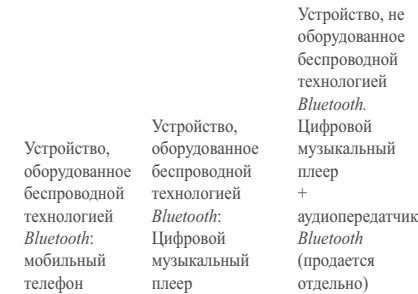 Устройство,
оборудованное
беспроводной
технологией
Bluetooth:
мобильный
телефон
Устройство,
оборудованное
беспроводной
технологией
Bluetooth:
Цифровой
музыкальный
плеер
Устройство, не
оборудованное
беспроводной
технологией
Bluetooth.
Цифровой
музыкальный
плеер
+
аудиопередатчик
Bluetooth
(продается
отдельно)